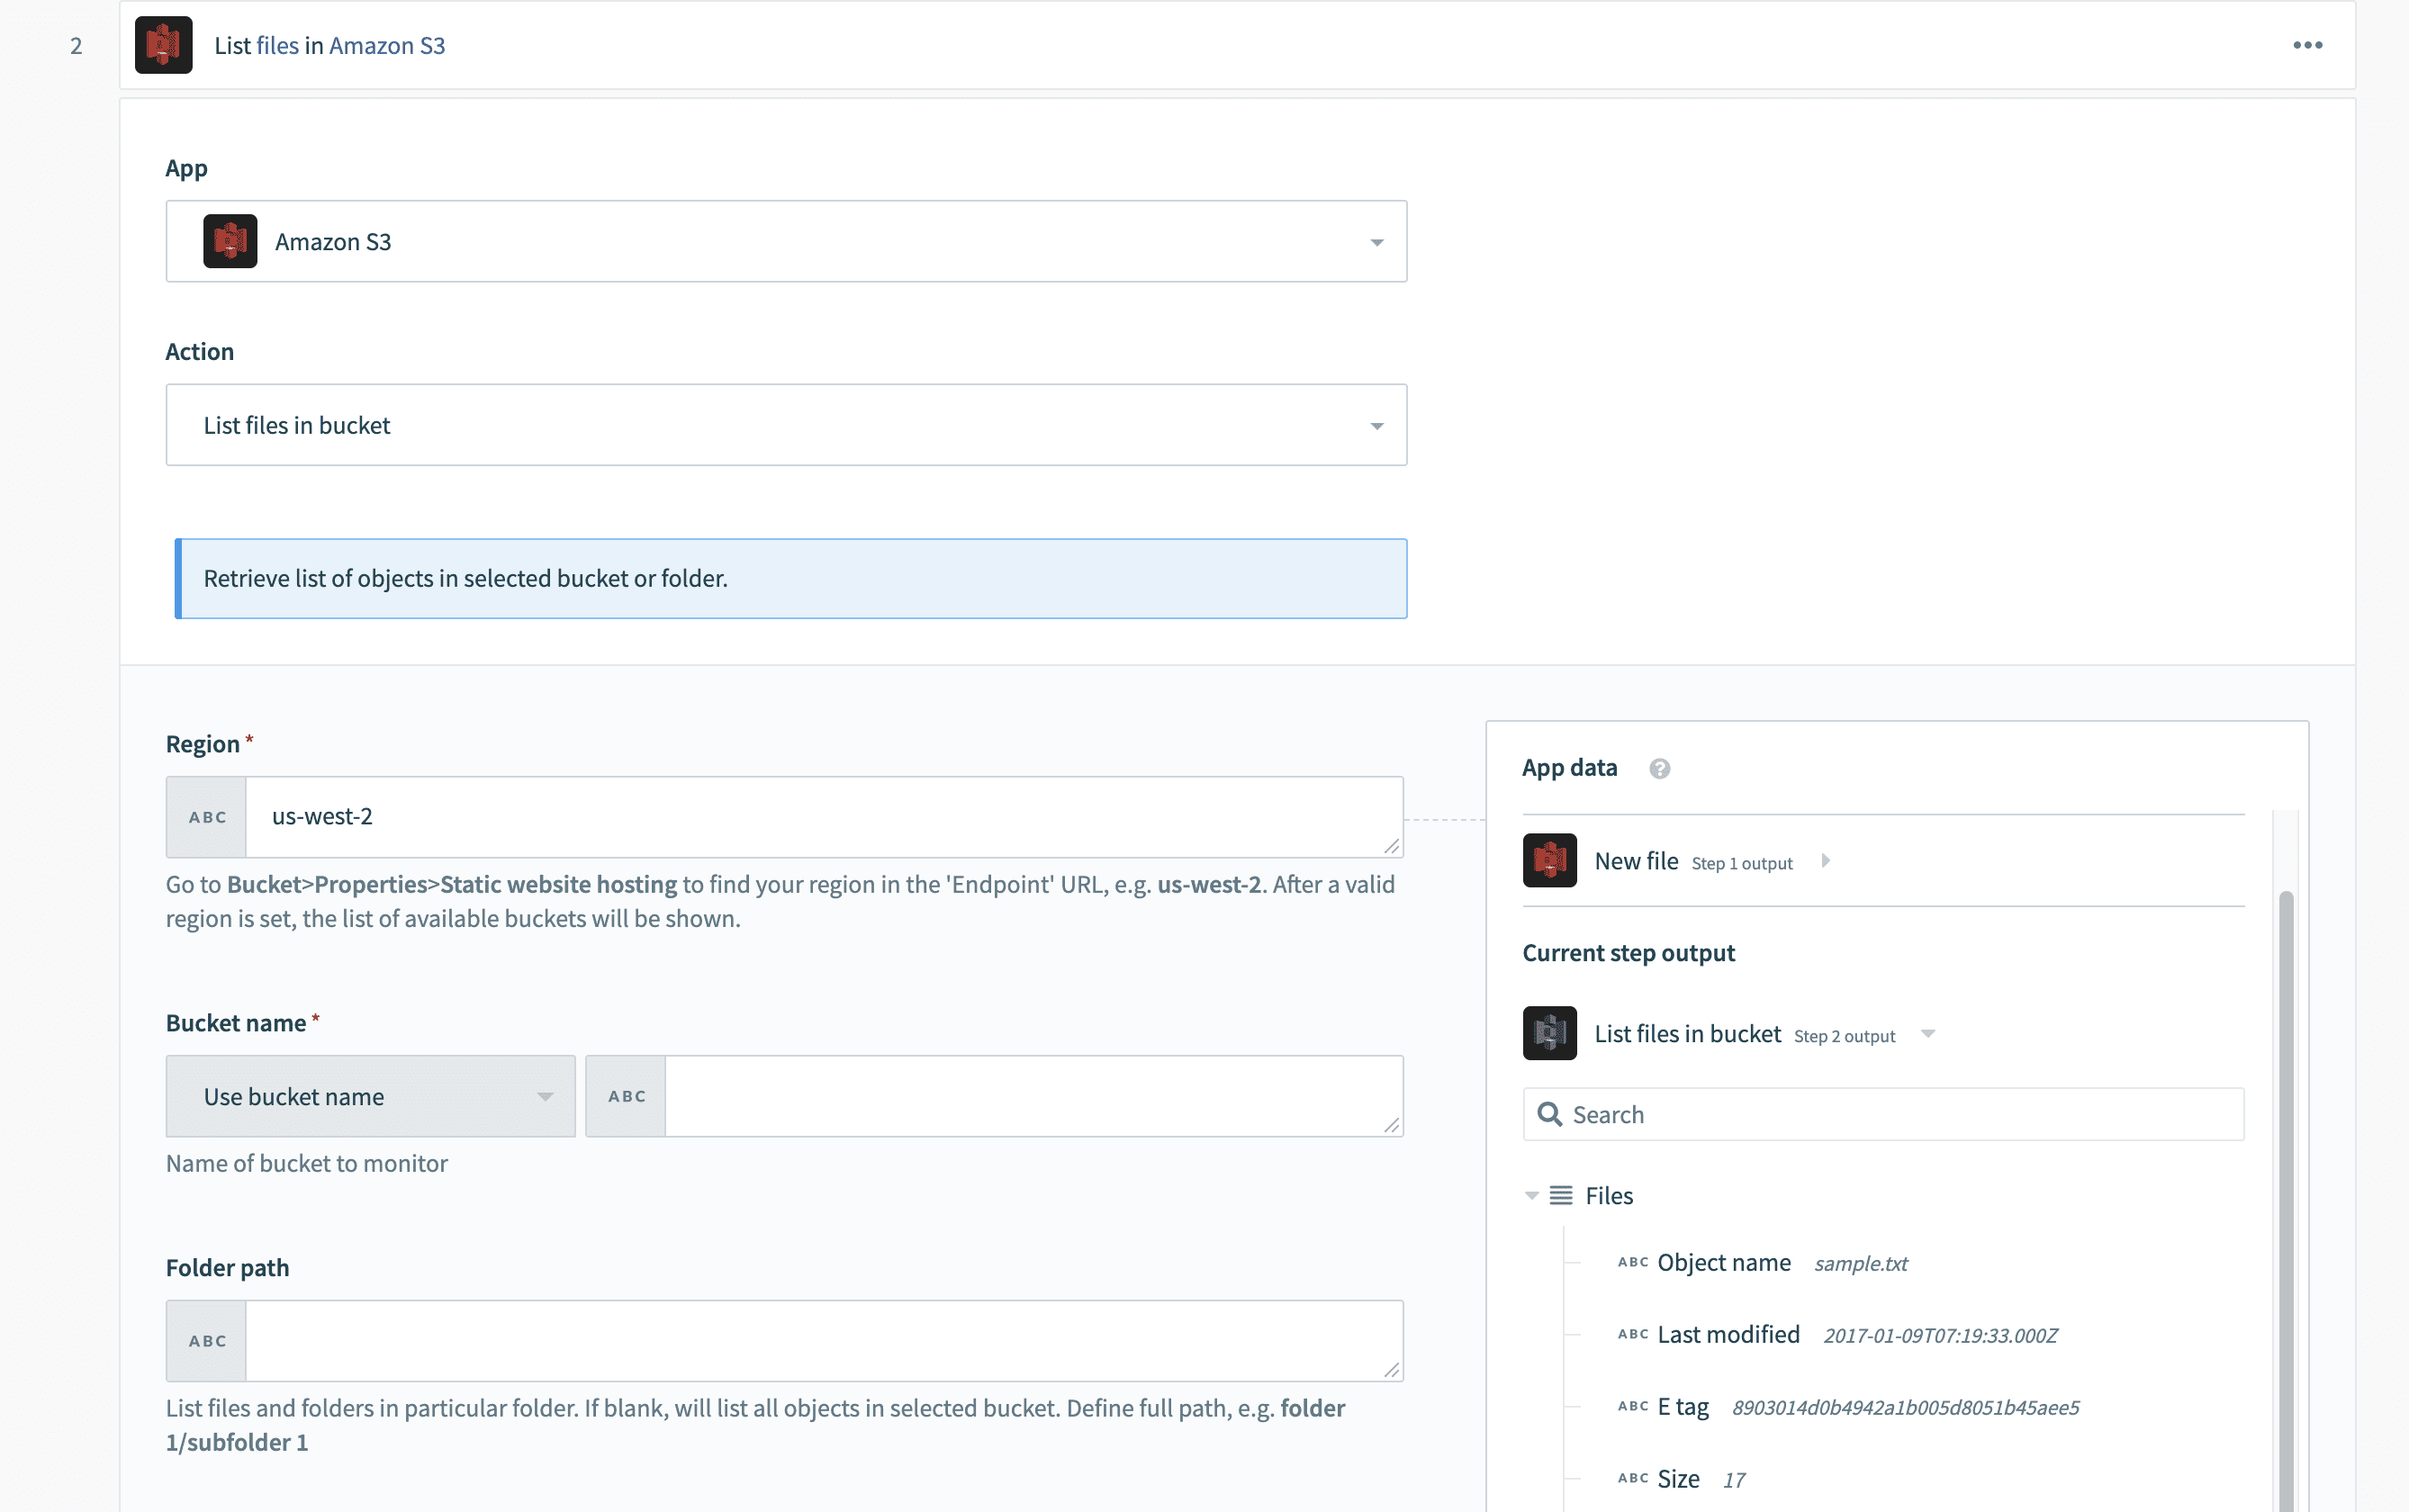 2
List files in Amazon S3
App
Amazon S3
Action
List files in bucket
Retrieve list of objects in selected bucket or folder.
Region *
ABC us-west-2
Go to Bucket>Properties>Static website hosting to find your region in the 'Endpoint' URL, e.g. us-west-2. After a valid
region is set, the list of available buckets will be shown.
Bucket name *
Use bucket name ABC
Name of bucket to monitor
Folder path
ABC
List files and folders in particular folder. If blank, will list all objects in selected bucket. Define full path, e.g. folder
1/subfolder 1
App data ?
New file Step 1 output
Current step output
List files in bucket Step 2 output
Search
Files
ABC Object name sample.txt
ABC Last modified 2017-01-09T07:19:33.000Z
ABC E tag 8903014d0b4942a1b005d8051b45aee5
ABC Size 17